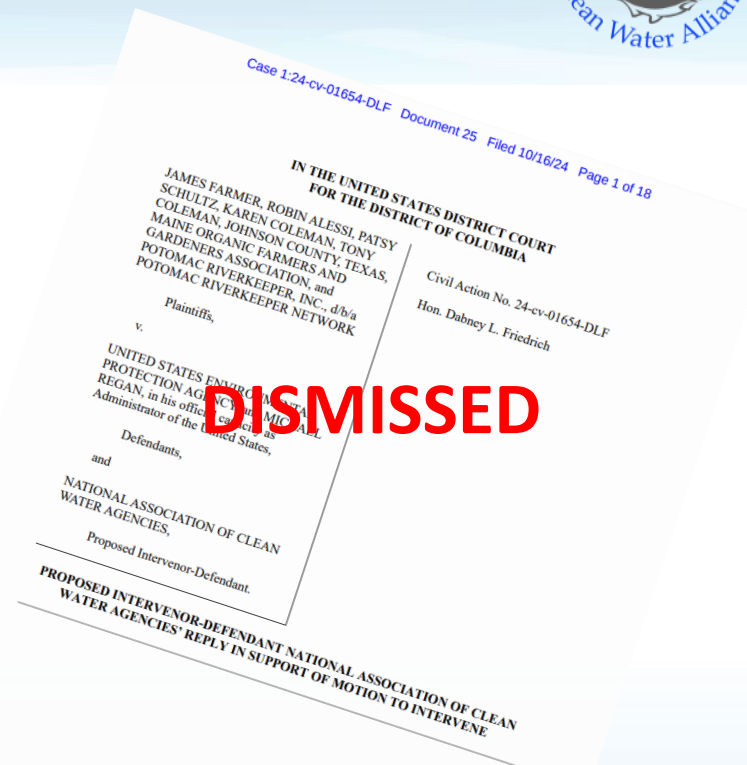 ean Water Allian
Case 1:24-cv-01654-DLF Document 25 Filed 10/16/24 Page 1 of 18
IN THE UNITED STATES DISTRICT COURT
FOR THE DISTRICT OF COLUMBIA
JAMES FARMER, ROBIN ALESSI, PATSY
SCHULTZ, KAREN COLEMAN, TONY
COLEMAN, JOHNSON COUNTY, TEXAS,
MAINE ORGANIC FARMERS AND
GARDENERS ASSOCIATION, and
POTOMAC RIVERKEEPER, INC., d/b/a
POTOMAC RIVERKEEPER NETWORK
Plaintiffs,
v.
UNITED STATES ENVIRONMENTAL
PROTECTION AGENCY and MICHAEL
REGAN, in his official capacity as
Administrator of the United States,
Defendants,
and
NATIONAL ASSOCIATION OF CLEAN
WATER AGENCIES,
Proposed Intervenor-Defendant.
Civil Action No. 24-cv-01654-DLF
Hon. Dabney L. Friedrich
DISMISSED
PROPOSED INTERVENOR-DEFENDANT NATIONAL ASSOCIATION OF CLEAN
WATER AGENCIES' REPLY IN SUPPORT OF MOTION TO INTERVENE